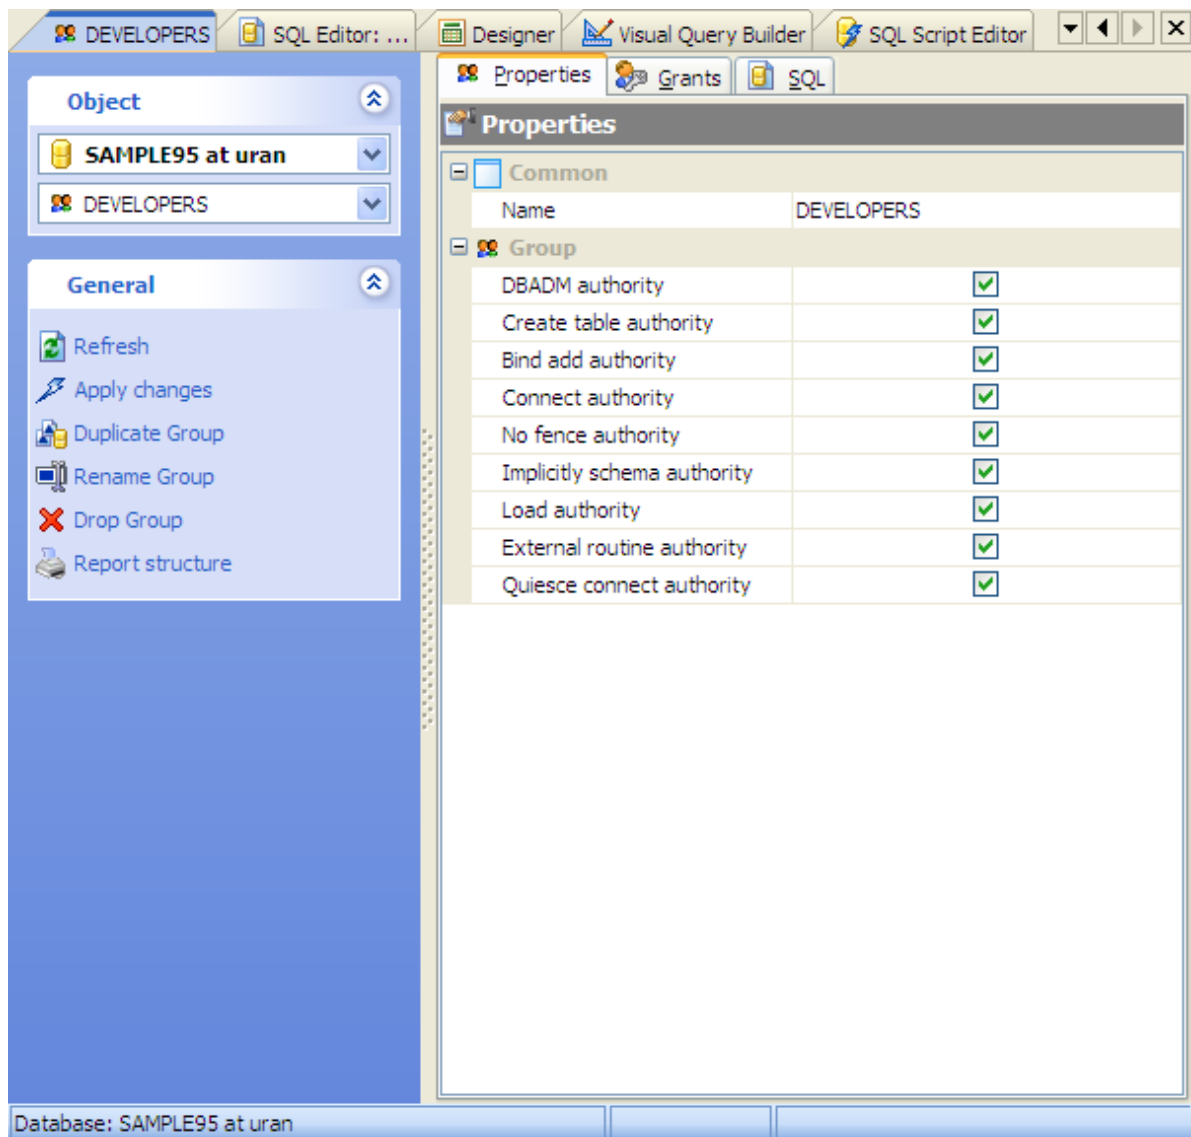 DEVELOPERS SQL Editor: ... Designer Visual Query Builder SQL Script Editor
Object
SAMPLE95 at uran
DEVELOPERS
General
Refresh
Apply changes
Duplicate Group
Rename Group
Drop Group
Report structure
Properties Grants SQL
Properties
Common
Name DEVELOPERS
Group
DBADM authority
Create table authority
Bind add authority
Connect authority
No fence authority
Implicitly schema authority
Load authority
External routine authority
Quiesce connect authority
Database: SAMPLE95 at uran